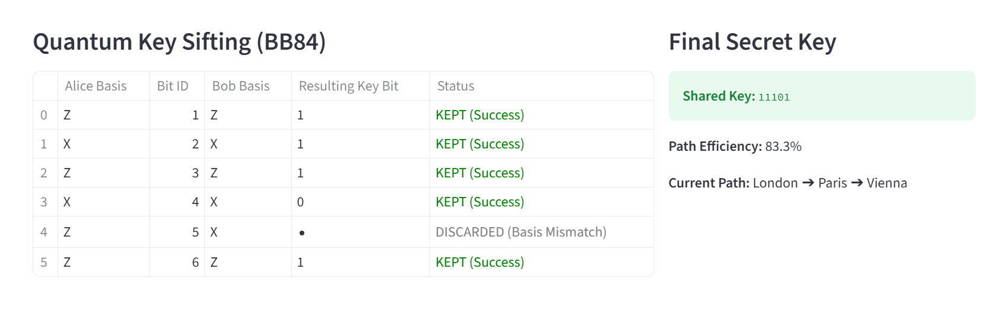 Quantum Key Sifting (BB84)
Alice Basis Bit ID Bob Basis Resulting Key Bit Status
0 Z 1 Z 1 KEPT (Success)
1 X 2 X 1 KEPT (Success)
2 Z 3 Z 1 KEPT (Success)
3 X 4 X 0 KEPT (Success)
4 Z 5 X • DISCARDED (Basis Mismatch)
5 Z 6 Z 1 KEPT (Success)
Final Secret Key
Shared Key: 11101
Path Efficiency: 83.3%
Current Path: London ➔ Paris ➔ Vienna